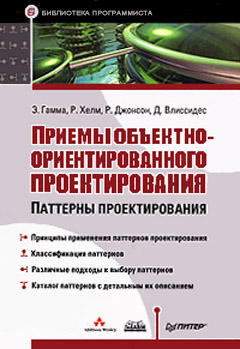 БИБЛИОТЕКА ПРОГРАММИСТА
Э. Гамма, Р. Хелм, Р. Джонсон, Д. Влиссидес
ПРИЕМЫ ОБЪЕКТНО-
ОРИЕНТИРОВАННОГО
ПРОЕКТИРОВАНИЯ
ПАТТЕРНЫ ПРОЕКТИРОВАНИЯ
Принципы применения паттернов проектирования
Классификация паттернов
Различные подходы к выбору паттернов
Каталог паттернов с детальным их описанием
Addison-Wesley
ПИТЕР